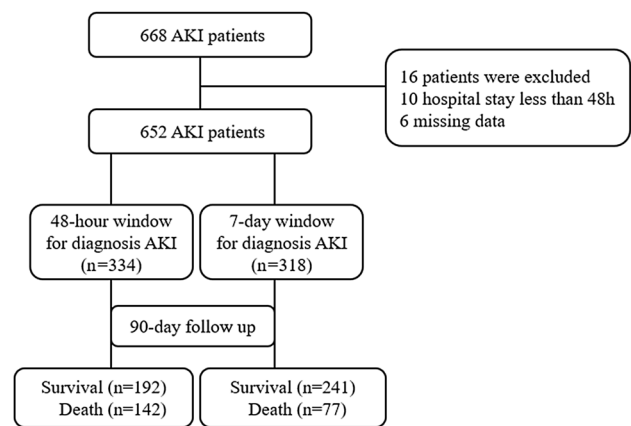 668 AKI patients
16 patients were excluded
10 hospital stay less than 48h
6 missing data
652 AKI patients
48-hour window
for diagnosis AKI
(n=334)
7-day window
for diagnosis AKI
(n=318)
90-day follow up
Survival (n=192)
Death (n=142)
Survival (n=241)
Death (n=77)